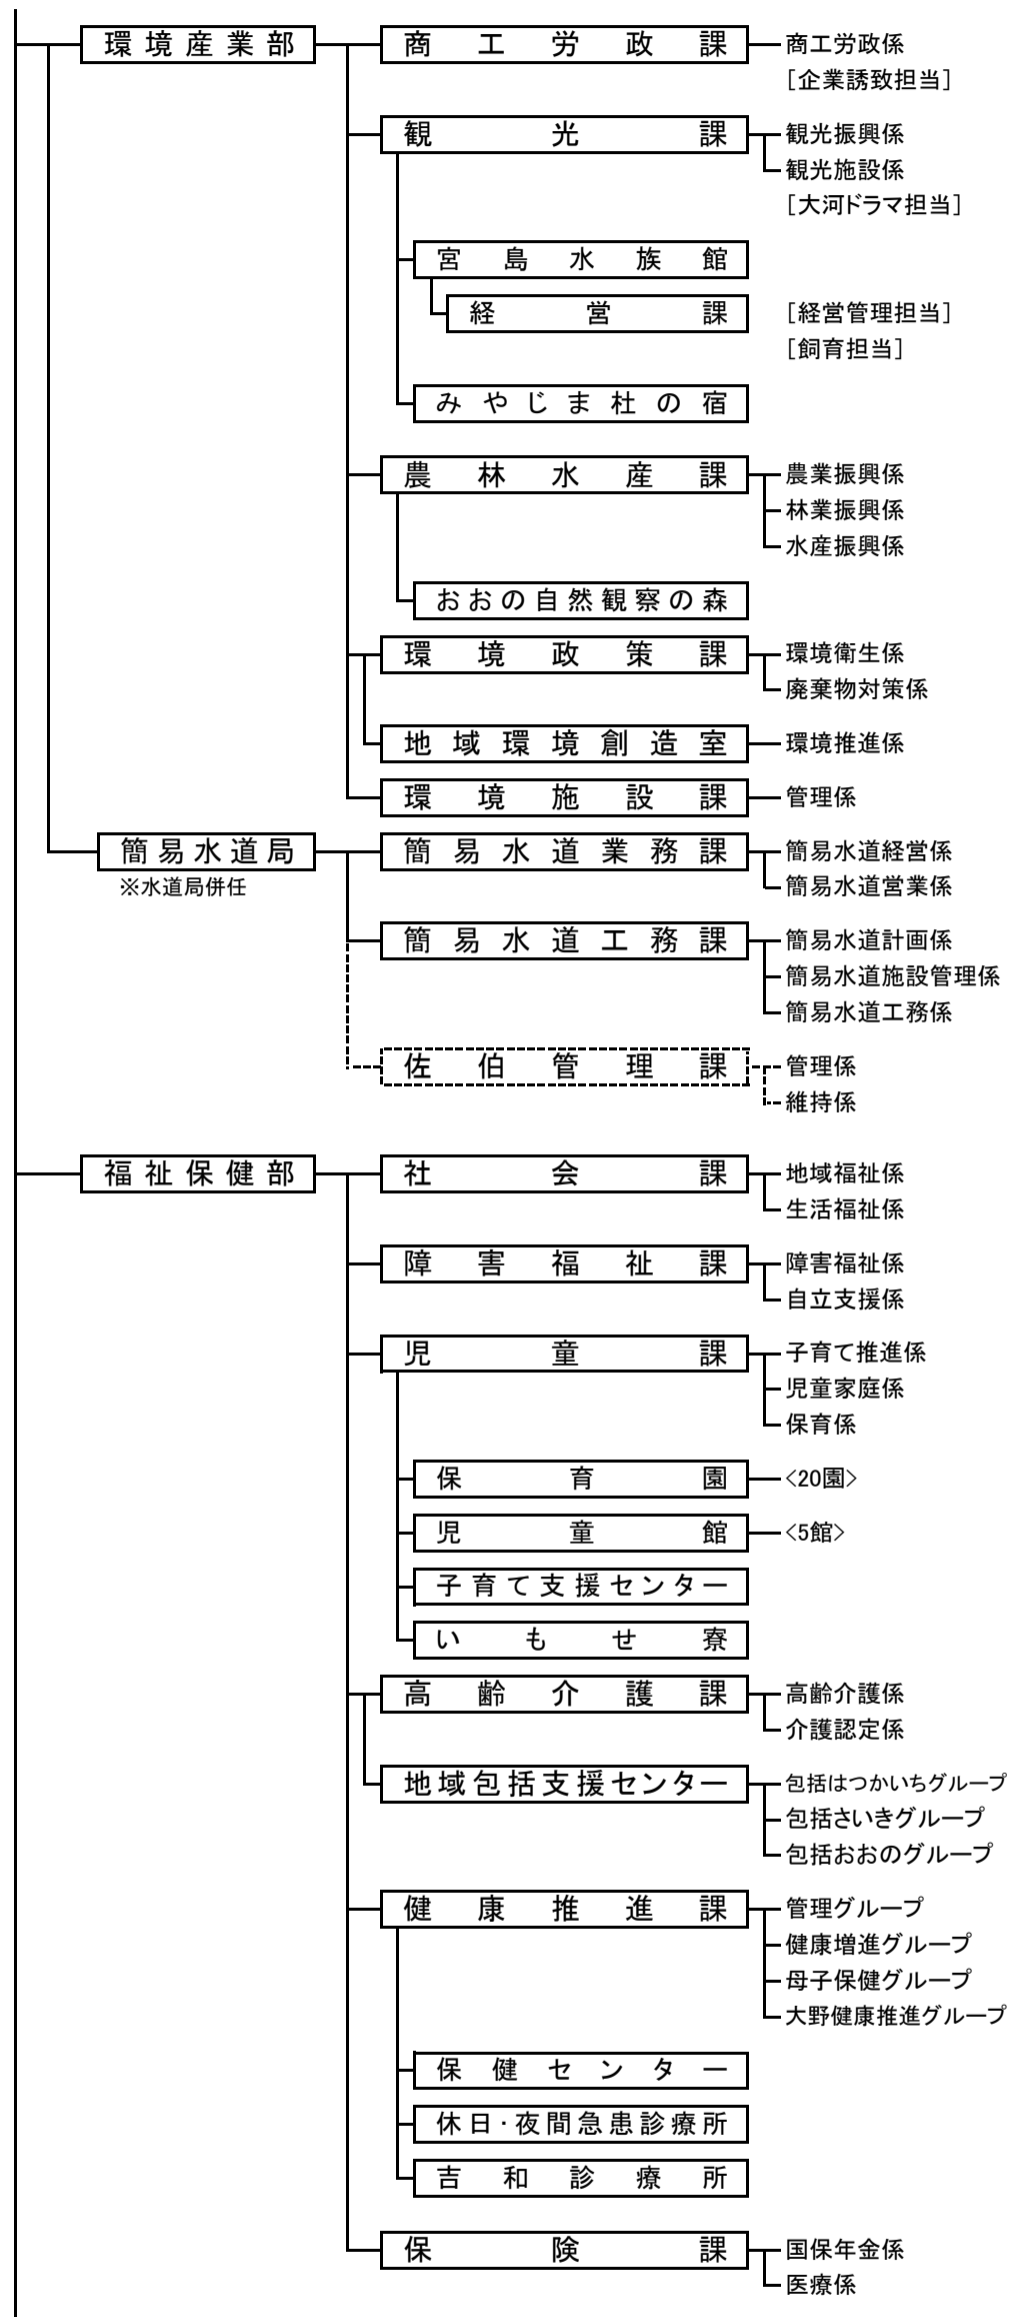 環境産業部 商工労政課 商工労政係
［企業誘致担当］
観光課 観光振興係
観光施設係
［大河ドラマ担当］
宮島水族館
経営課 ［経営管理担当］
［飼育担当］
みやじま杜の宿
農林水産課 農業振興係
林業振興係
水産振興係
おおの自然観察の森
環境政策課 環境衛生係
廃棄物対策係
地域環境創造室 環境推進係
環境施設課 管理係
簡易水道局 簡易水道業務課 簡易水道経営係
※水道局併任 簡易水道営業係
簡易水道工務課 簡易水道計画係
簡易水道施設管理係
簡易水道工務係
佐伯管理課 管理係
維持係
福祉保健部 社会課 地域福祉係
生活福祉係
障害福祉課 障害福祉係
自立支援係
児童課 子育て推進係
児童家庭係
保育係
保育園 <20園>
児童館 <5館>
子育て支援センター
いもせ寮
高齢介護課 高齢介護係
介護認定係
地域包括支援センター 包括はつかいちグループ
包括さいきグループ
包括おおのグループ
健康推進課 管理グループ
健康増進グループ
母子保健グループ
大野健康推進グループ
保健センター
休日・夜間急患診療所
吉和診療所
保険課 国保年金係
医療係